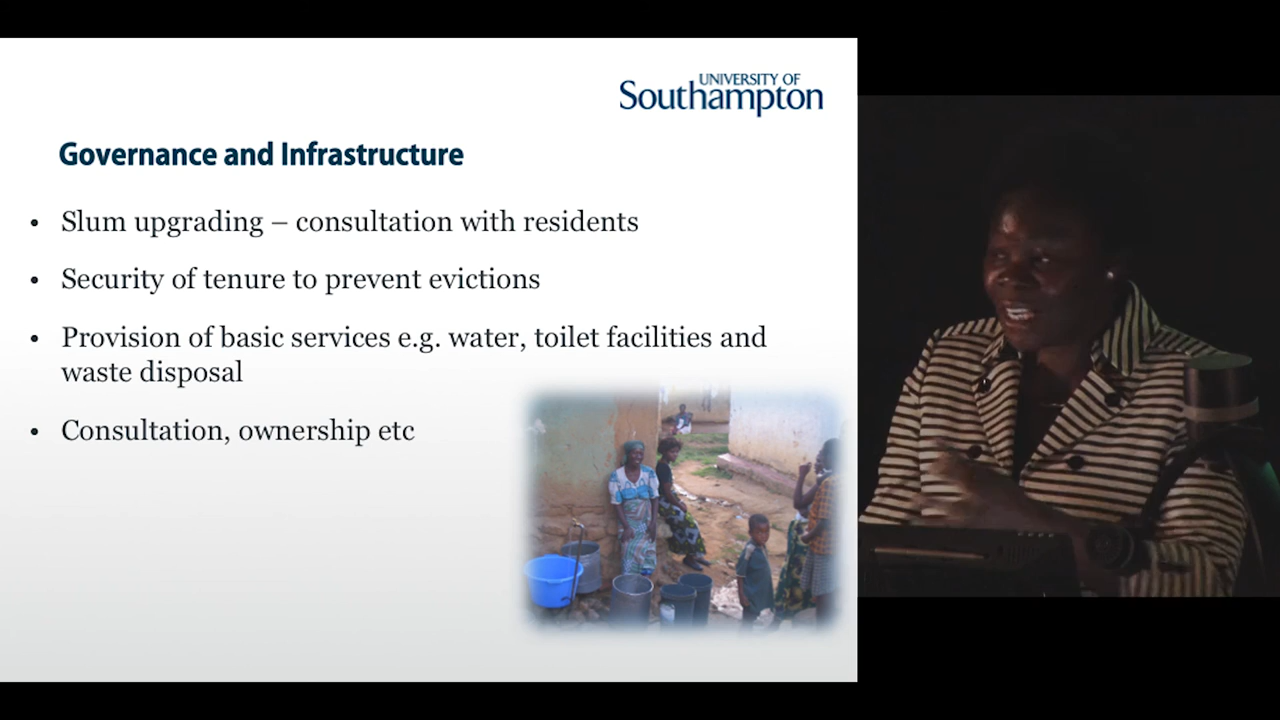 UNIVERSITY OF
Southampton
Governance and Infrastructure
• Slum upgrading – consultation with residents
• Security of tenure to prevent evictions
• Provision of basic services e.g. water, toilet facilities and
waste disposal
• Consultation, ownership etc